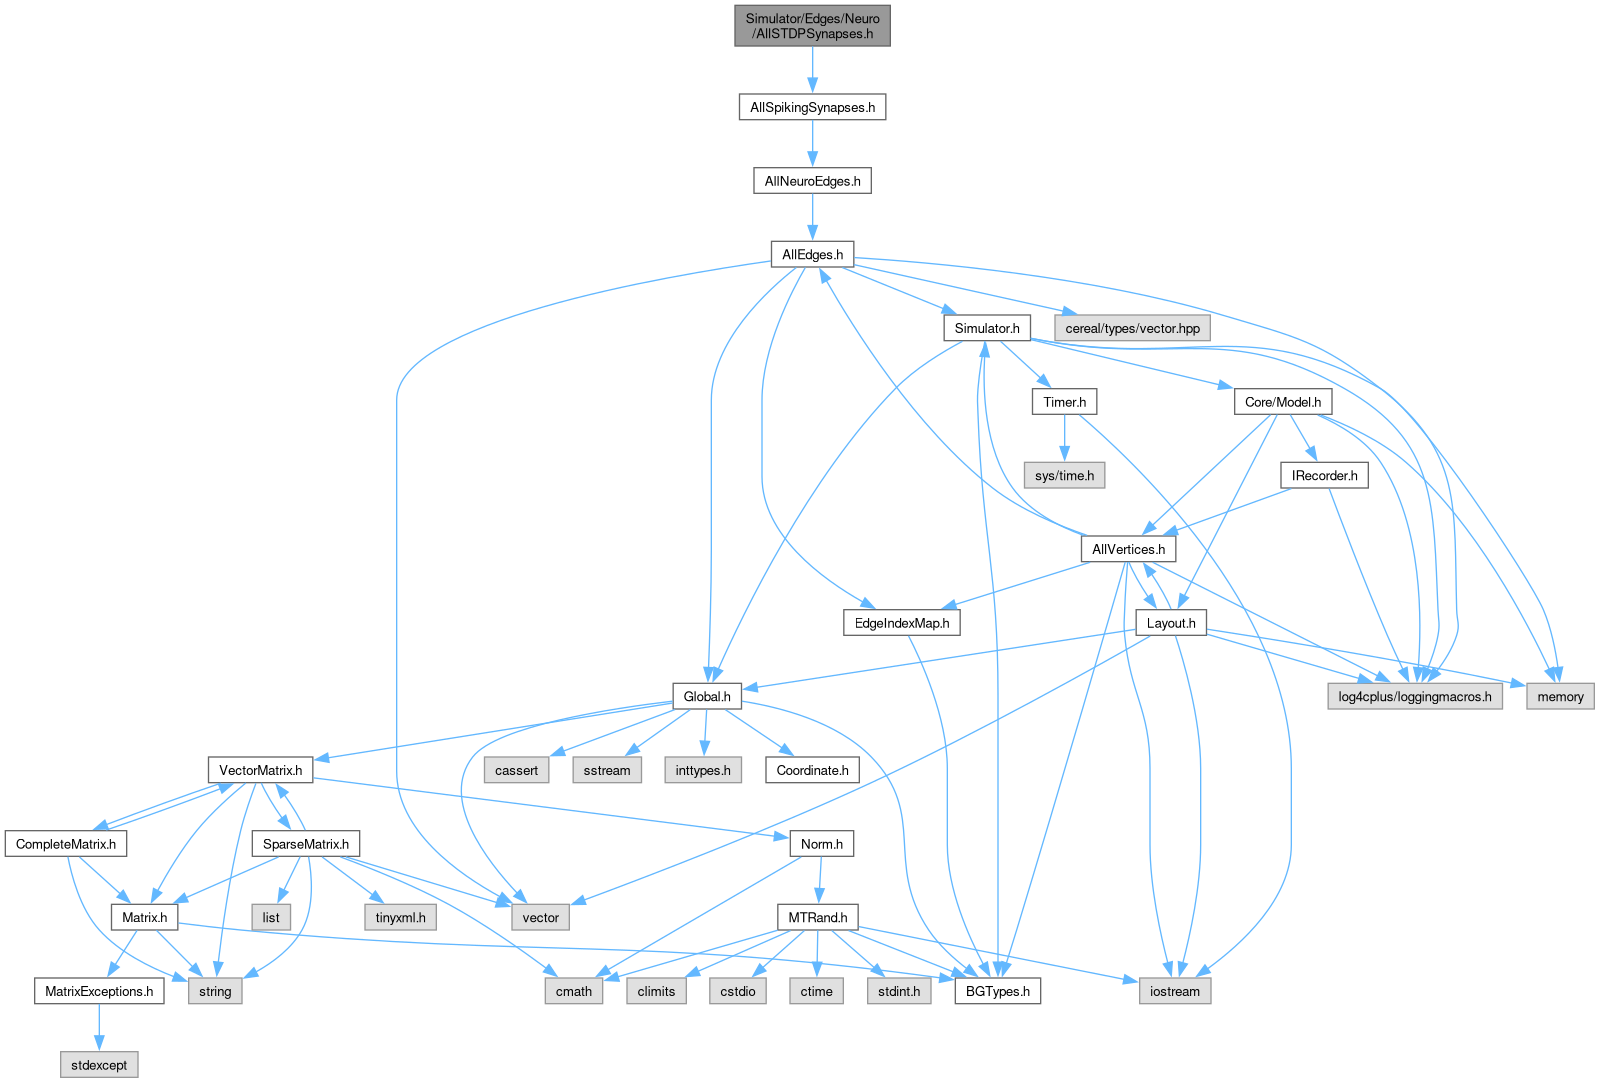 Simulator/Edges/Neuro
/AllSTDPSynapses.h
AllSpikingSynapses.h
AllNeuroEdges.h
AllEdges.h
Simulator.h
cereal/types/vector.hpp
Timer.h
Core/Model.h
sys/time.h
IRecorder.h
AllVertices.h
EdgeIndexMap.h
Layout.h
Global.h
log4cplus/loggingmacros.h
memory
VectorMatrix.h
cassert
sstream
inttypes.h
Coordinate.h
CompleteMatrix.h
SparseMatrix.h
Norm.h
Matrix.h
list
tinyxml.h
vector
MTRand.h
MatrixExceptions.h
string
cmath
climits
cstdio
ctime
stdint.h
BGTypes.h
iostream
stdexcept